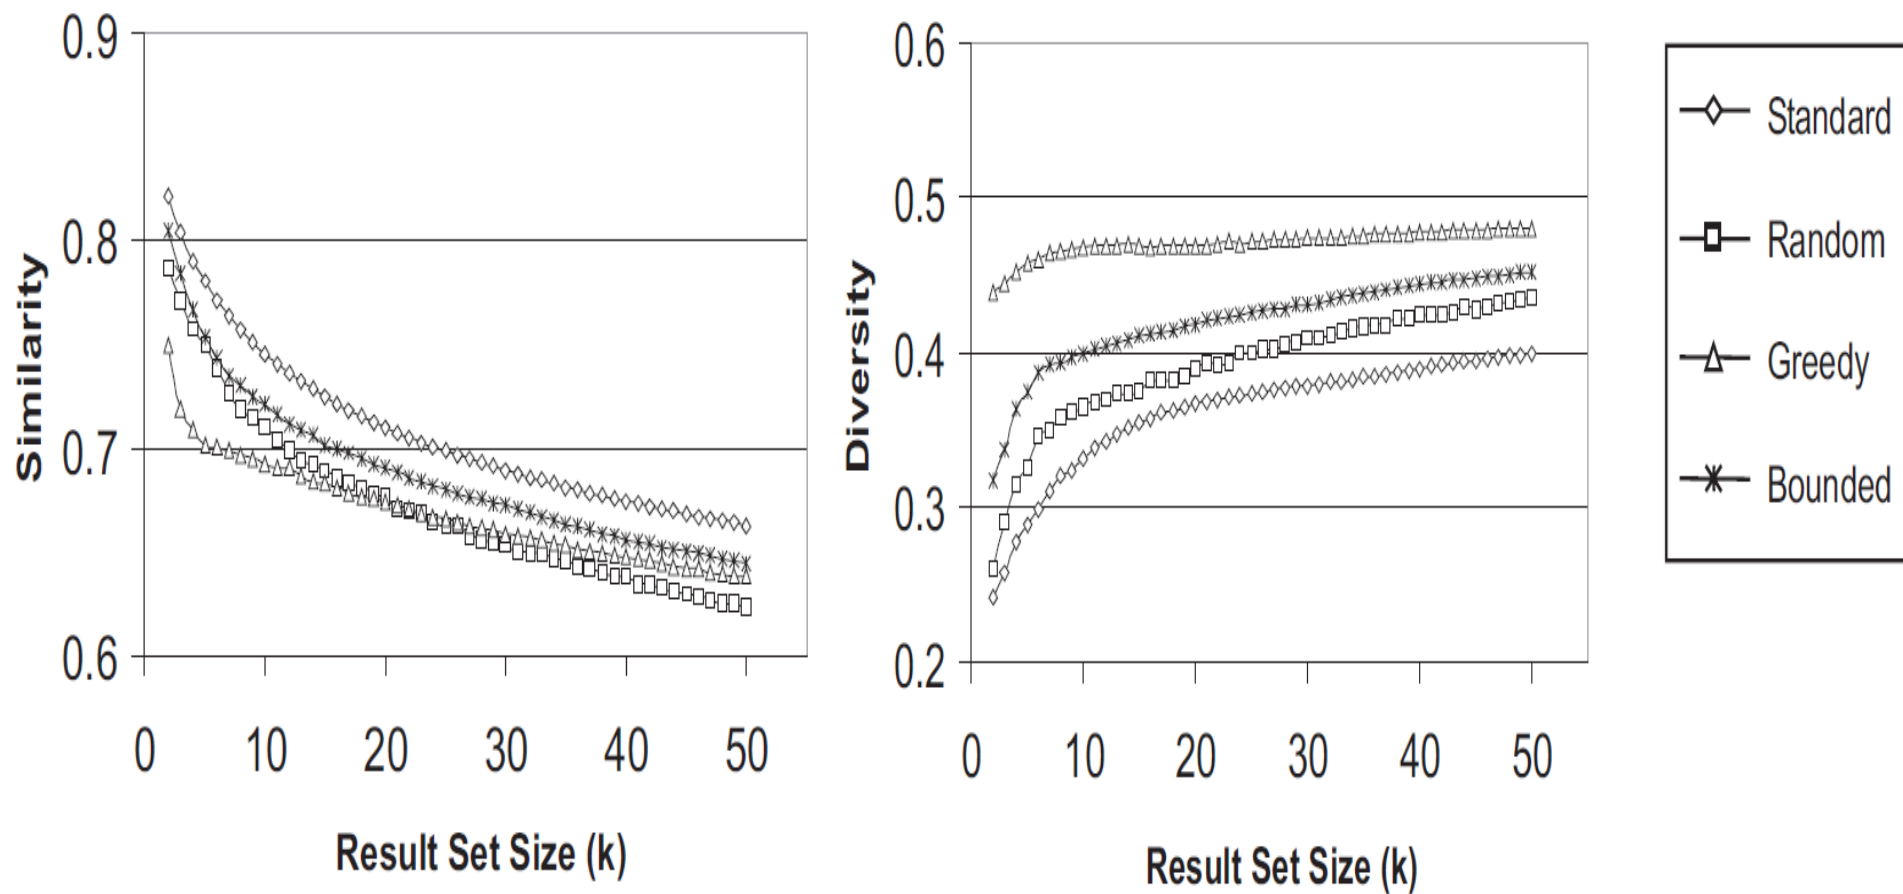 0.9
0.8
0.7
0.6
Similarity
0 10 20 30 40 50
Result Set Size (k)
0.6
0.5
0.4
0.3
0.2
Diversity
0 10 20 30 40 50
Result Set Size (k)
Standard
Random
Greedy
Bounded